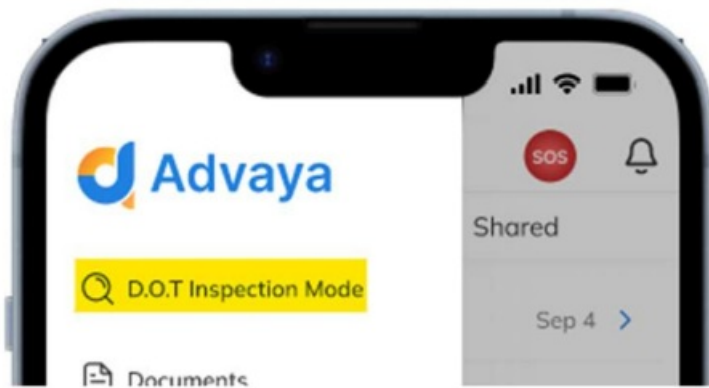 Advaya
SOS
Shared
D.O.T Inspection Mode
Sep 4
Documents